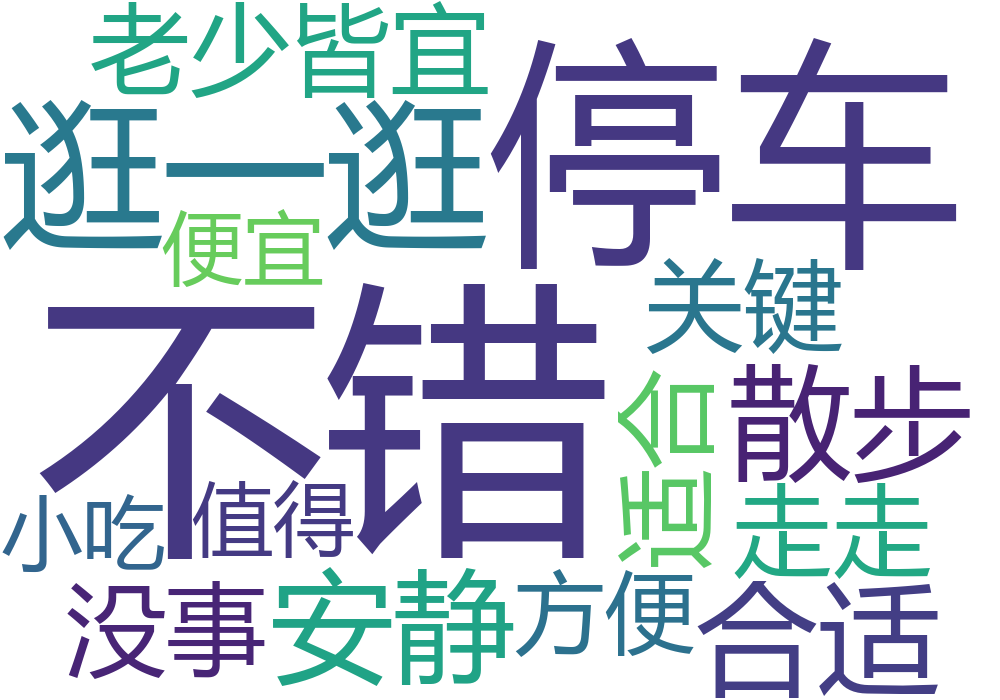 老少皆宜
停车
逛一逛
便宜
关键
不错
适合
散步
小吃
值得
走走
没事
安静
方便
合适